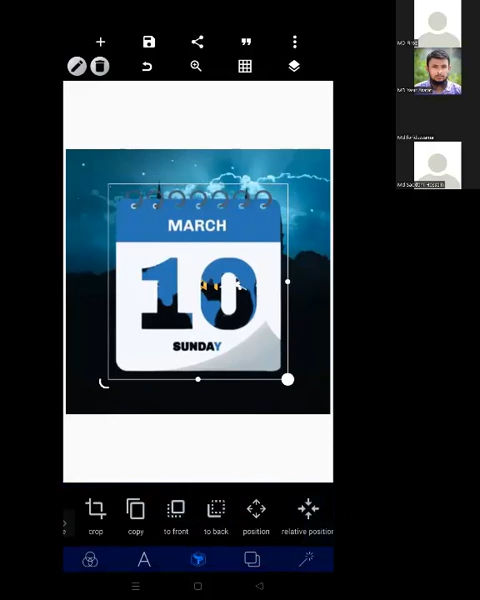 MARCH
10
SUNDAY
crop
copy
to front
to back
position
relative position